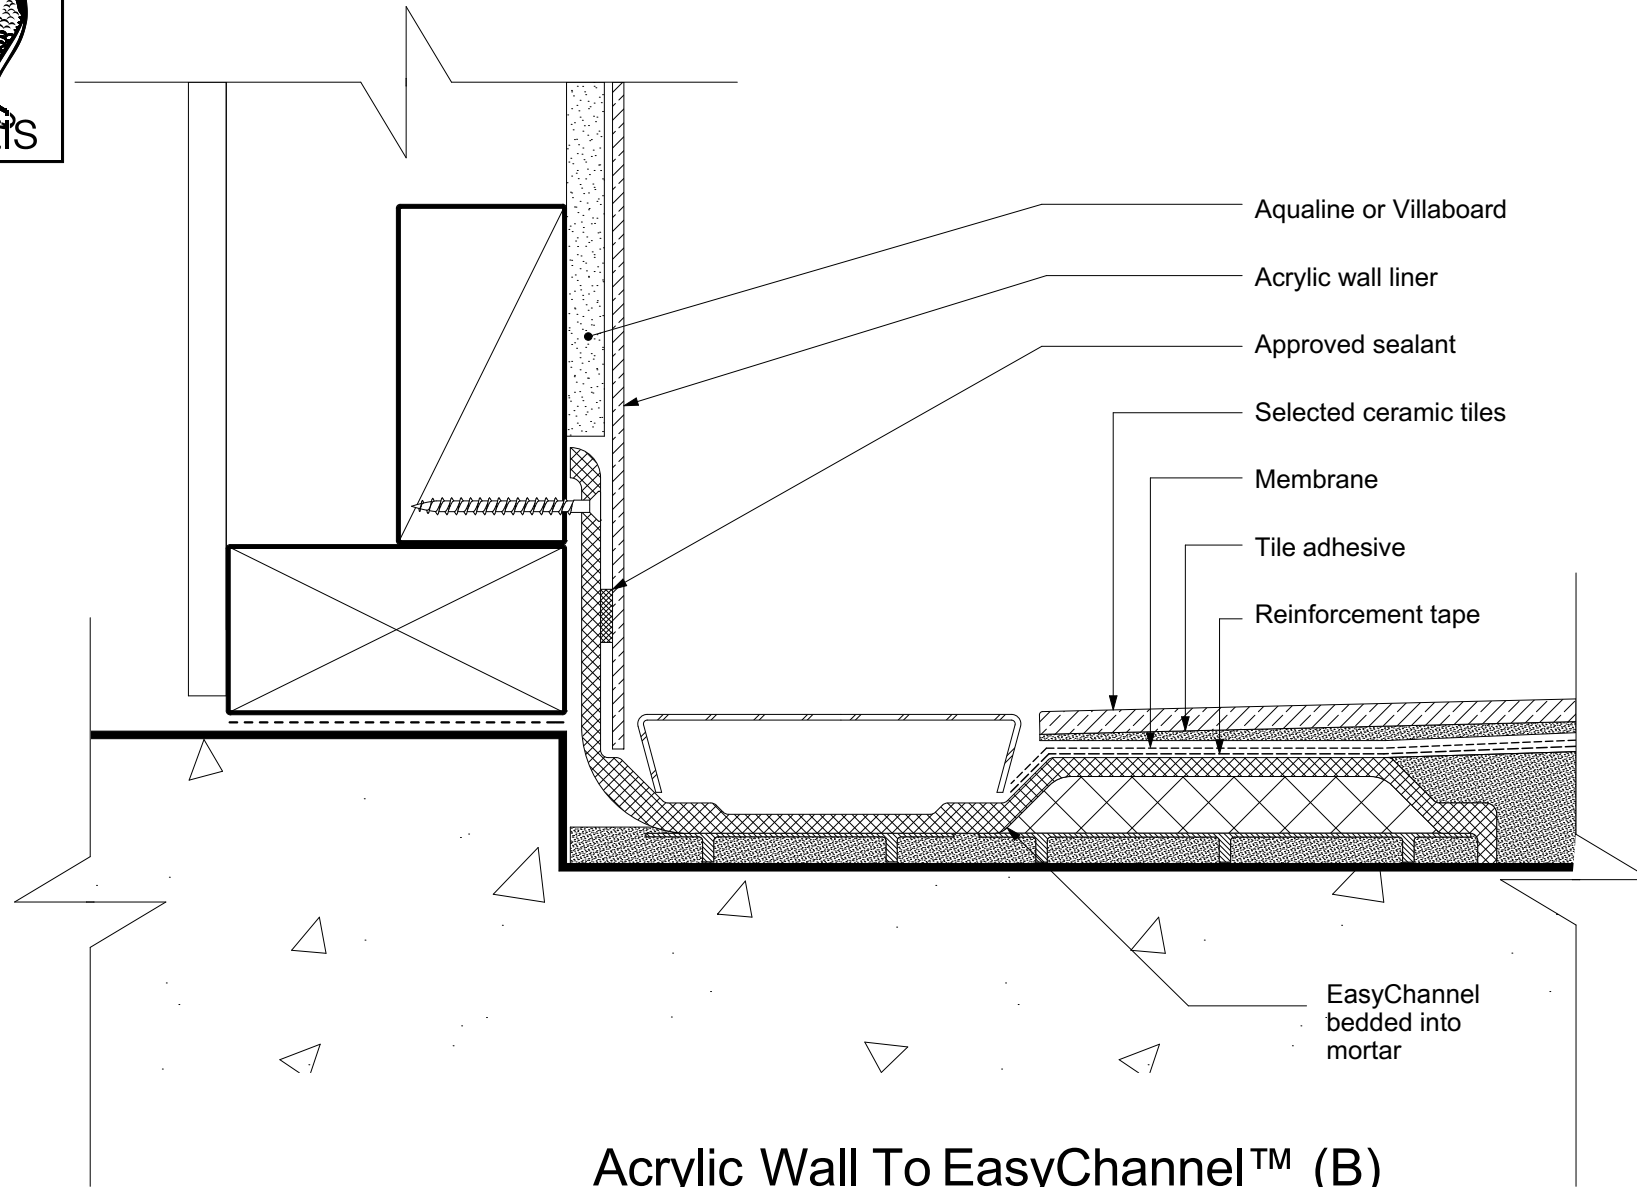 Aqualine or Villaboard
Acrylic wall liner
Approved sealant
Selected ceramic tiles
Membrane
Tile adhesive
Reinforcement tape
EasyChannel
bedded into
mortar
Acrylic Wall To EasyChannel™ (B)